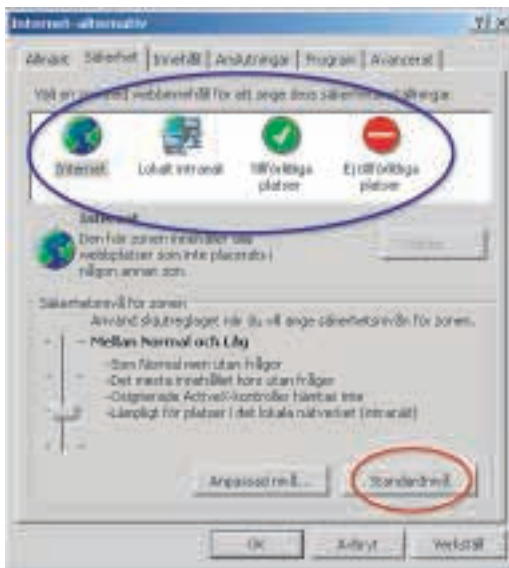 Internet-alternativ
Allmänt Säkerhet Innehåll Anslutningar Program Avancerat
Välj en webbinnehåll för att ange dess
Internet
Lokalt intranät
Tillförlitliga platser
Ej tillförlitliga platser
Internet
Den här zonen innehåller alla
webbplatser som inte placerats i
någon annan zon.
Säkerhetsnivå för zonen
Använd skjutreglaget när du vill ange säkerhetsnivån för zonen.
Mellan Normal och Låg
-Som Normal men utan frågor
-Det mesta innehållet körs utan frågor
-Osignerade ActiveX-kontroller hämtas inte
-Lämpligt för platser i det lokala nätverket (intranät)
Anpassad nivå... Standardnivå
OK Avbryt Verkställ